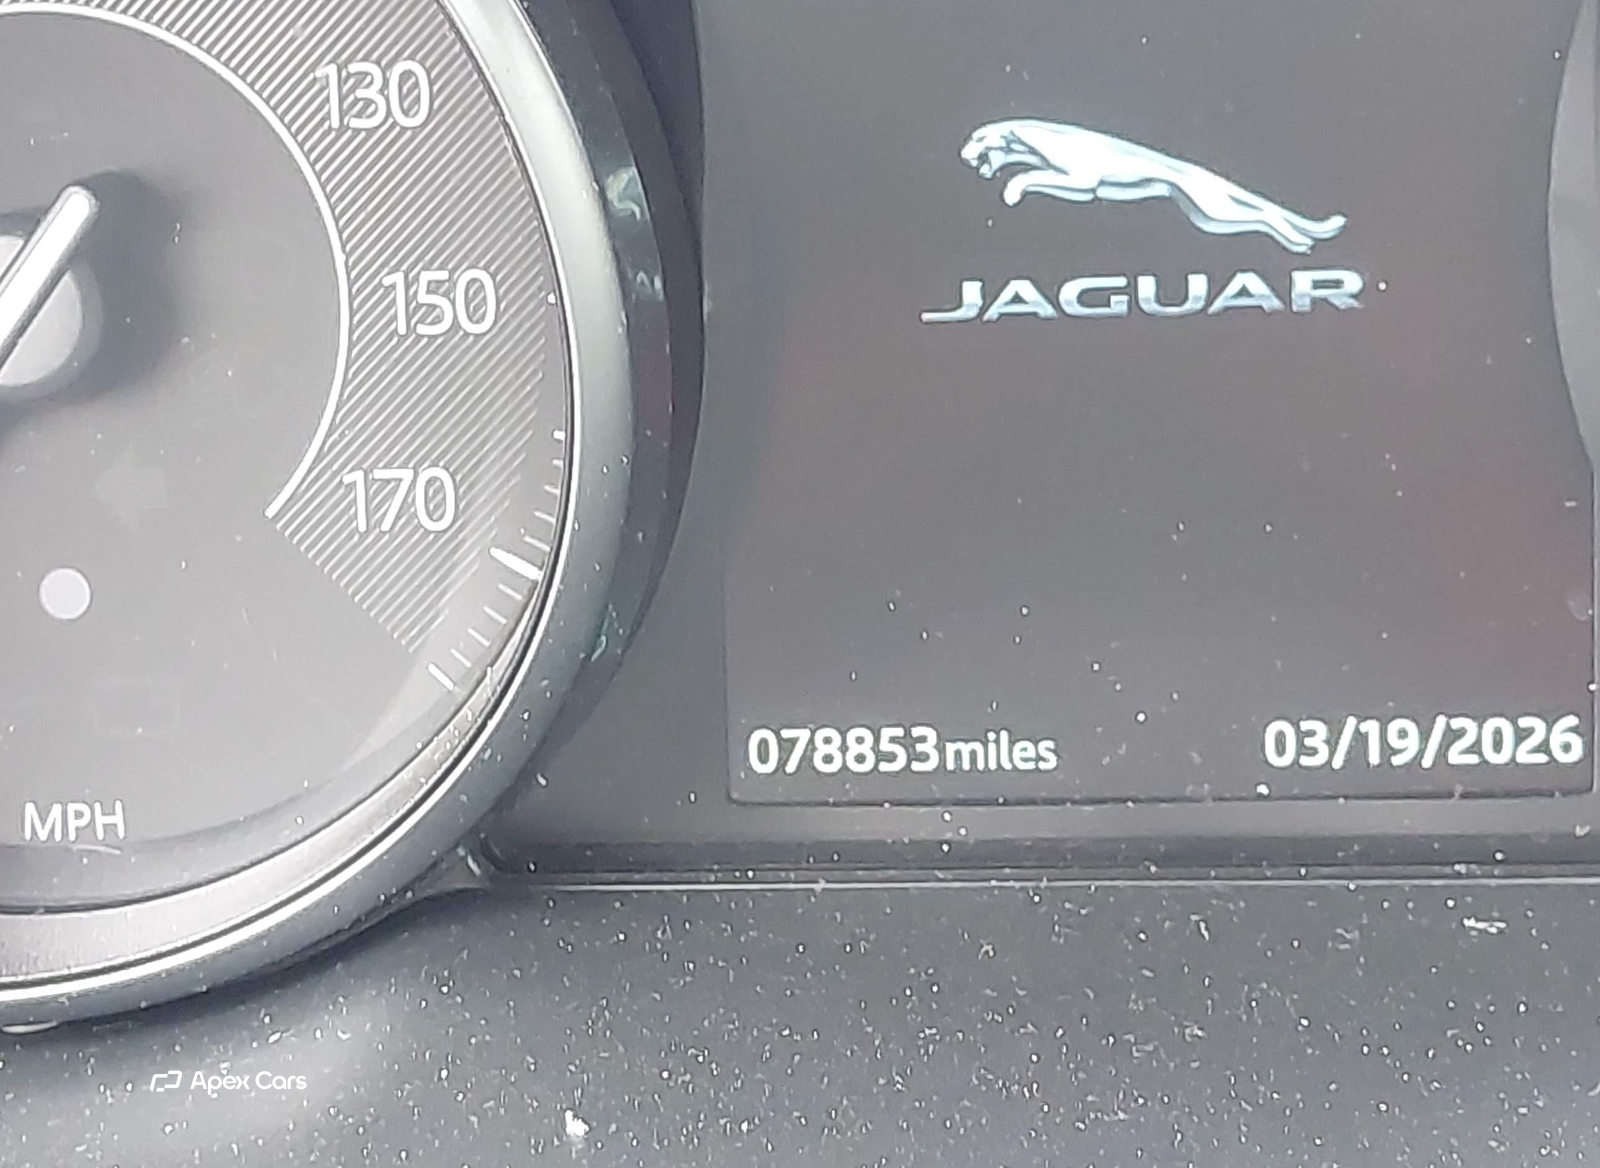 130
150
170
MPH
JAGUAR
078853miles
03/19/2026
Apex Cars